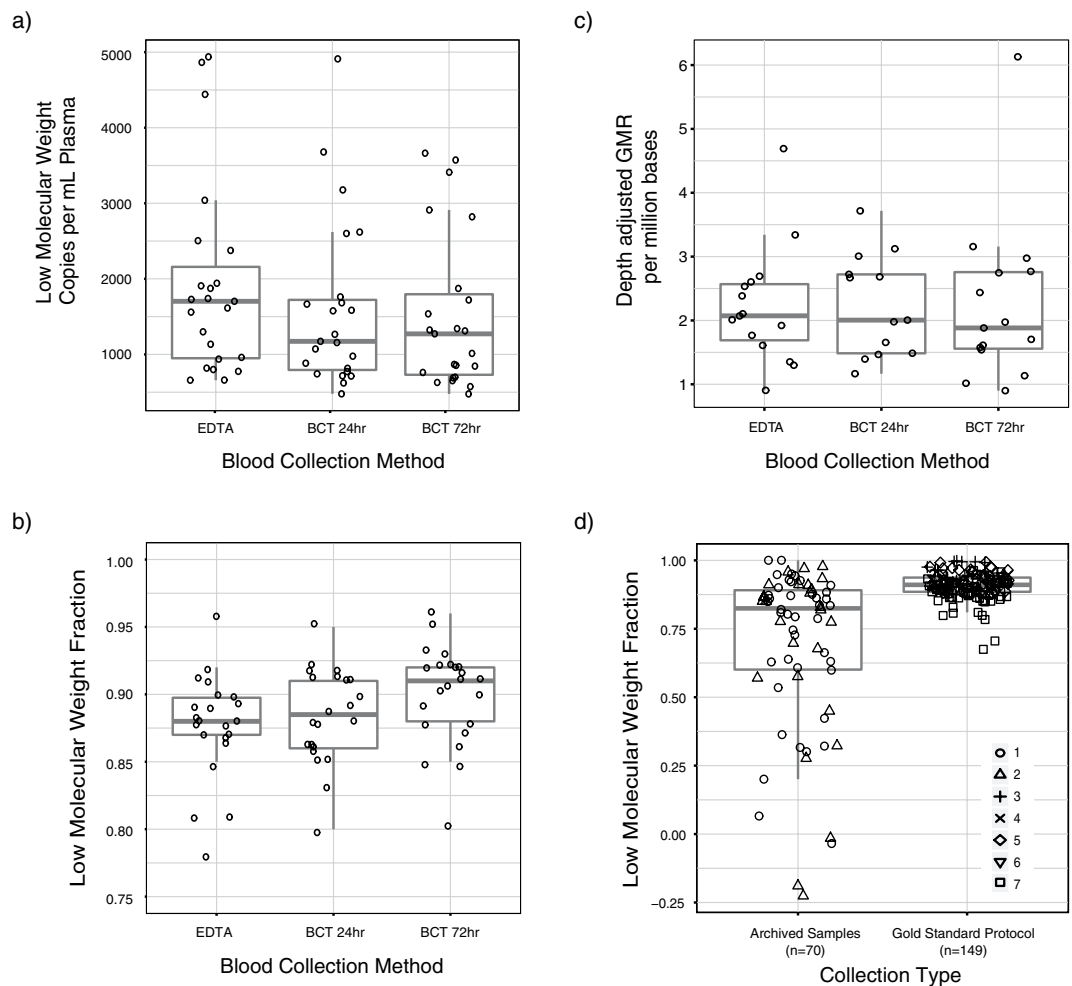 a)
Low Molecular Weight
Copies per mL Plasma
5000
4000
3000
2000
1000
EDTA
BCT 24hr
BCT 72hr
Blood Collection Method
c)
Depth adjusted GMR
per million bases
6
5
4
3
2
1
EDTA
BCT 24hr
BCT 72hr
Blood Collection Method
b)
Low Molecular Weight Fraction
1.00
0.95
0.90
0.85
0.80
0.75
EDTA
BCT 24hr
BCT 72hr
Blood Collection Method
d)
Low Molecular Weight Fraction
1.00
0.75
0.50
0.25
0.00
−0.25
1
2
3
4
5
6
7
Archived Samples
(n=70)
Gold Standard Protocol
(n=149)
Collection Type